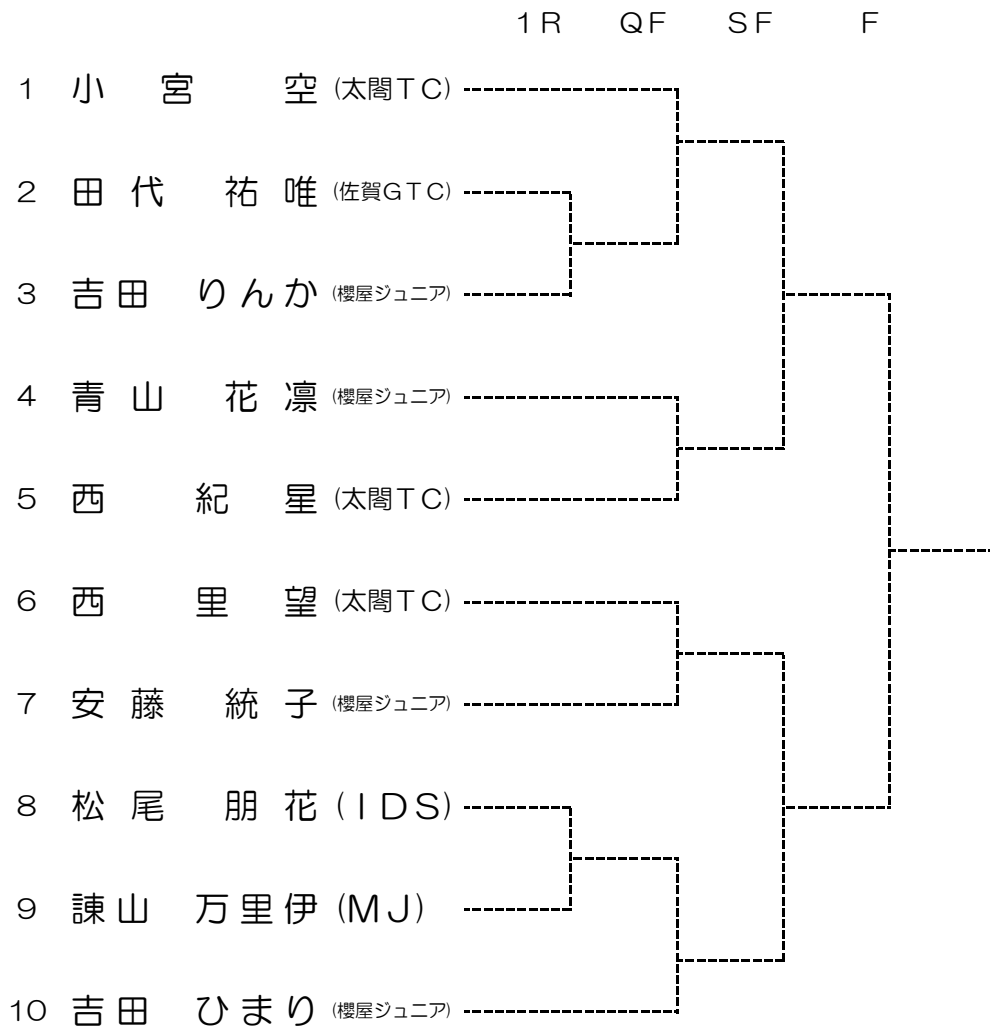 1R QF SF F
1 小宮 空 (太閤TC)
2 田代 祐唯 (佐賀GTC)
3 吉田 りんか (櫻屋ジュニア)
4 青山 花凛 (櫻屋ジュニア)
5 西 紀星 (太閤TC)
6 西 里望 (太閤TC)
7 安藤 統子 (櫻屋ジュニア)
8 松尾 朋花 (IDS)
9 諌山 万里伊 (MJ)
10 吉田 ひまり (櫻屋ジュニア)